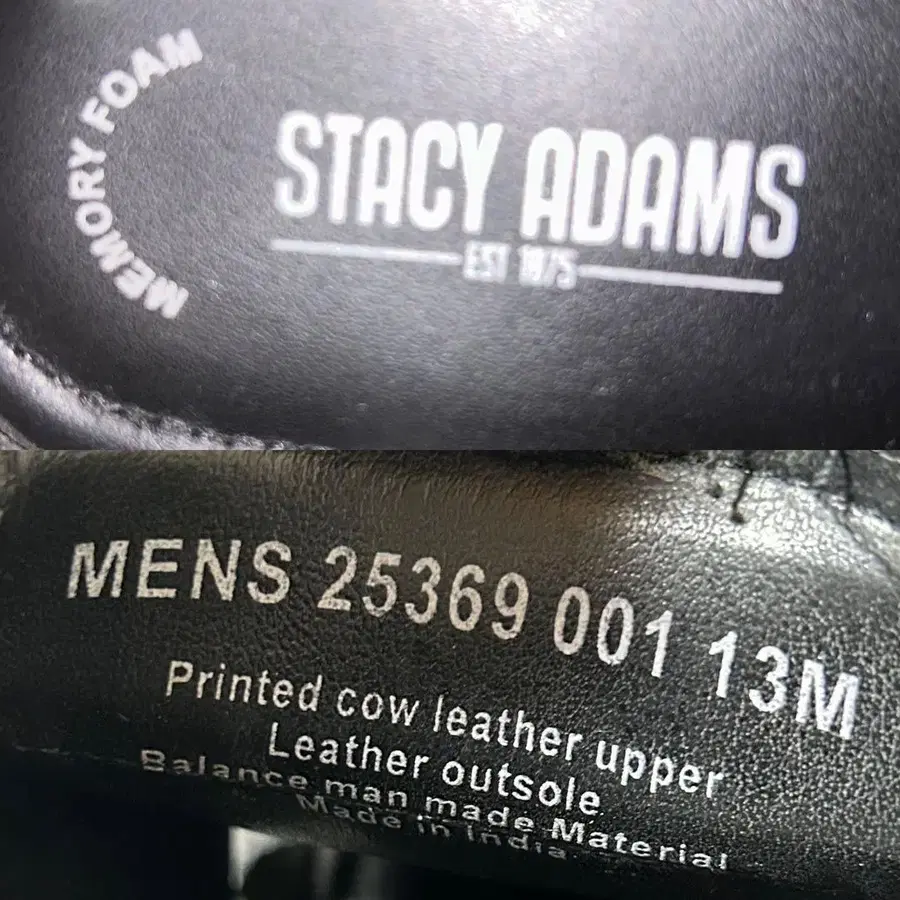 MEMORY FOAM
STACY ADAMS
EST 1875
MENS 25369 001 13M
Printed cow leather upper
Leather outsole
Balance man made Material
Made in India